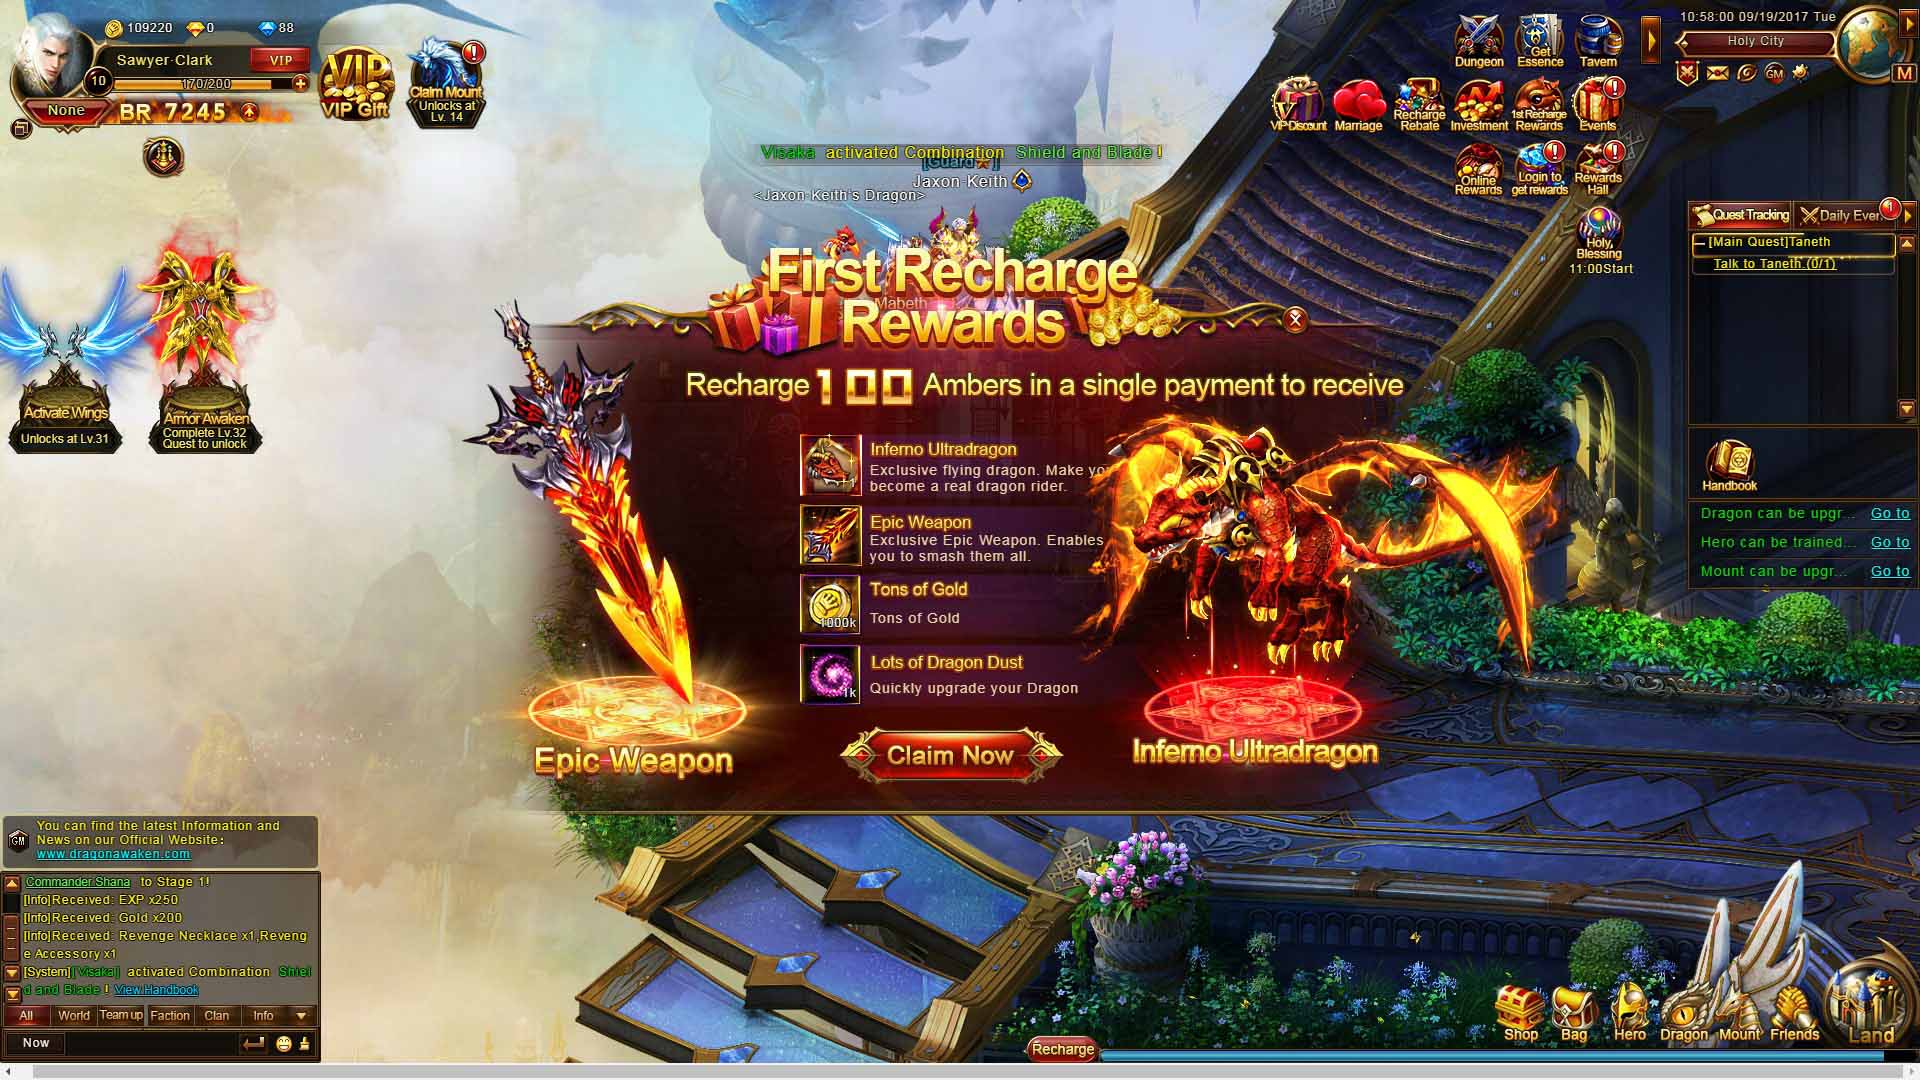 109220
0
88
Sawyer·Clark
VIP
10
170/200
None
BR 7245
VIP
VIP Gift
Claim Mount
Unlocks at
Lv. 14
Dungeon
Get
Essence
Tavern
10:58:00 09/19/2017 Tue
Holy City
GM
M
VIP Discount
Marriage
Recharge
Rebate
Investment
1st Recharge
Rewards
Events
Online
Rewards
Login to
get rewards
Rewards
Hall
Holy
Blessing
11:00Start
Visaka activated Combination Shield and Blade !
[Guard★]
Jaxon·Keith
<Jaxon·Keith's Dragon>
Quest Tracking
Daily Even
1
[Main Quest]Taneth
Talk to Taneth.(0/1)
Handbook
Dragon can be upgr... Go to
Hero can be trained... Go to
Mount can be upgr... Go to
Activate Wings
Unlocks at Lv.31
Armor Awaken
Complete Lv.32
Quest to unlock
First Recharge
Mabeth
Rewards
Recharge 100 Ambers in a single payment to receive
Inferno Ultradragon
Exclusive flying dragon. Make you
become a real dragon rider.
1
Epic Weapon
Exclusive Epic Weapon. Enables
you to smash them all.
Tons of Gold
Tons of Gold
1000k
Lots of Dragon Dust
Quickly upgrade your Dragon
1k
Epic Weapon
Claim Now
Inferno Ultradragon
GM
You can find the latest Information and
News on our Official Website:
www.dragonawaken.com
Commander Shana to Stage 1!
[Info]Received: EXP x250
[Info]Received: Gold x200
[Info]Received: Revenge Necklace x1,Reveng
e Accessory x1
[System][Visaka] activated Combination Shiel
d and Blade ! View Handbook
All
World
Team up
Faction
Clan
Info
Now
Recharge
Shop
Bag
Hero
Dragon
Mount
Friends
Land